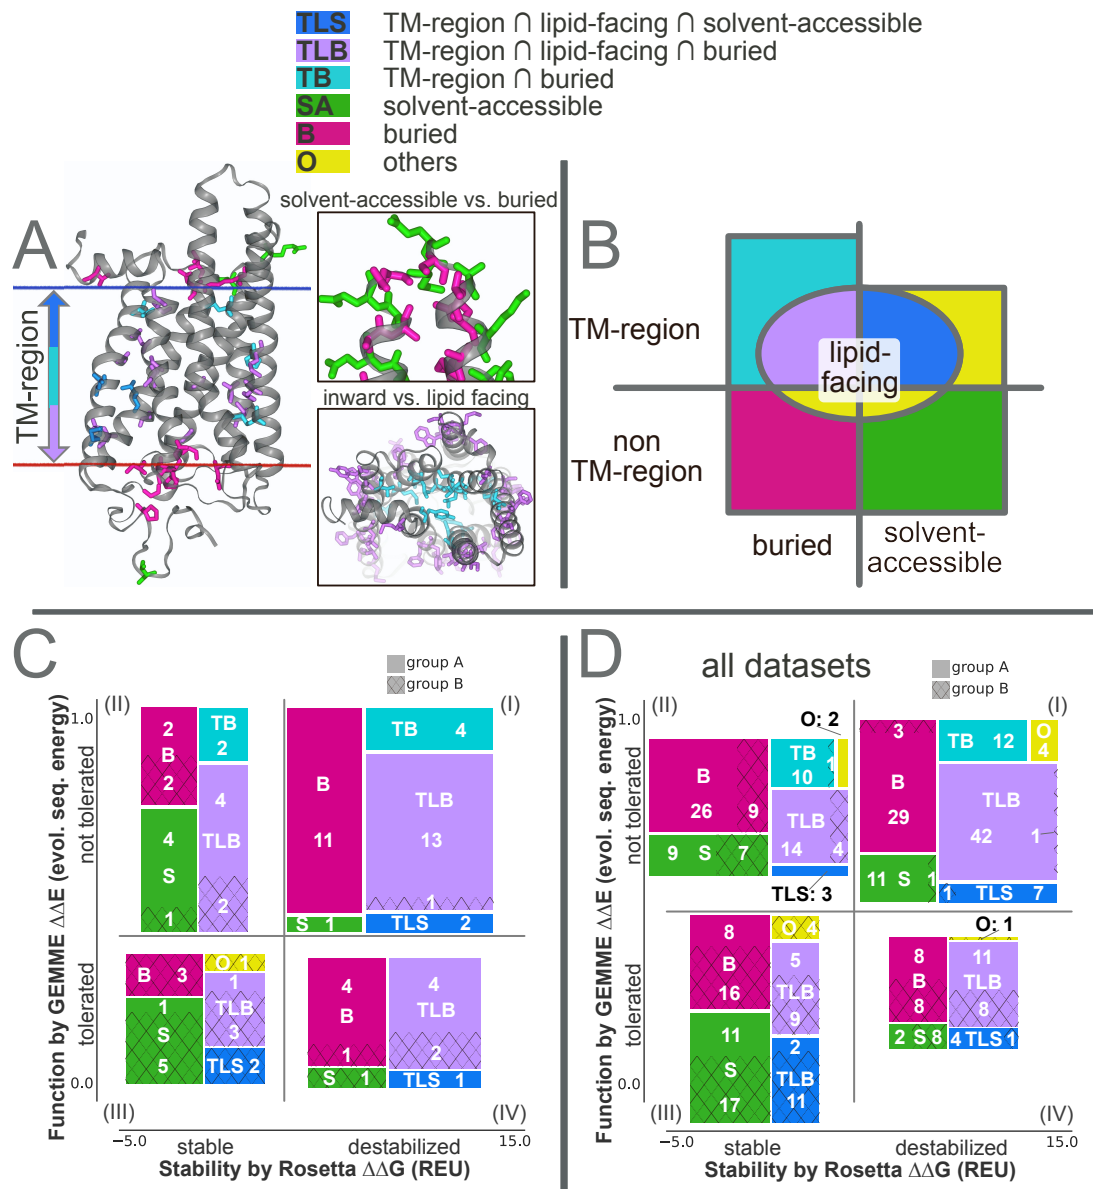 TLS TM-region ∩ lipid-facing ∩ solvent-accessible
TLB TM-region ∩ lipid-facing ∩ buried
TB TM-region ∩ buried
SA solvent-accessible
B buried
O others
A
TM-region
solvent-accessible vs. buried
inward vs. lipid facing
B
TM-region
non
TM-region
lipid-
facing
buried
solvent-
accessible
C
group A
group B
Function by GEMME ΔΔE (evol. seq. energy)
not tolerated
tolerated
1.0
0.0
(II)
(I)
(III)
(IV)
2
B
2
TB
2
4
S
1
4
TLB
2
B
11
TB 4
TLB
13
1
S 1
TLS 2
B 3
O 1
1
S
5
1
TLB
3
TLS 2
4
B
1
4
TLB
2
S 1
TLS 1
−5.0
stable
destabilized
15.0
Stability by Rosetta ΔΔG (REU)
D
all datasets
group A
group B
Function by GEMME ΔΔE (evol. seq. energy)
not tolerated
tolerated
1.0
0.0
(II)
(I)
(III)
(IV)
O: 2
B
26 9
TB 1
10
TLB
14 4
9 S 7
TLS: 3
3
B
29
TB 12
O
4
TLB
42 1
11 S 1
1 TLS 7
8
B
16
O 4
5
TLB
9
11
S
17
2
TLB
11
O: 1
8
B
8
11
TLB
8
2 S 8
4 TLS 1
−5.0
stable
destabilized
15.0
Stability by Rosetta ΔΔG (REU)